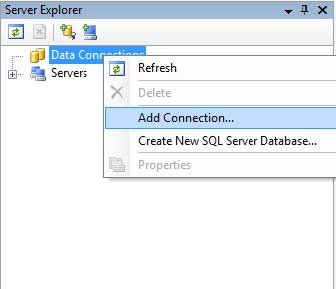 Server Explorer
Data Connections
Servers
Refresh
Delete
Add Connection...
Create New SQL Server Database...
Properties